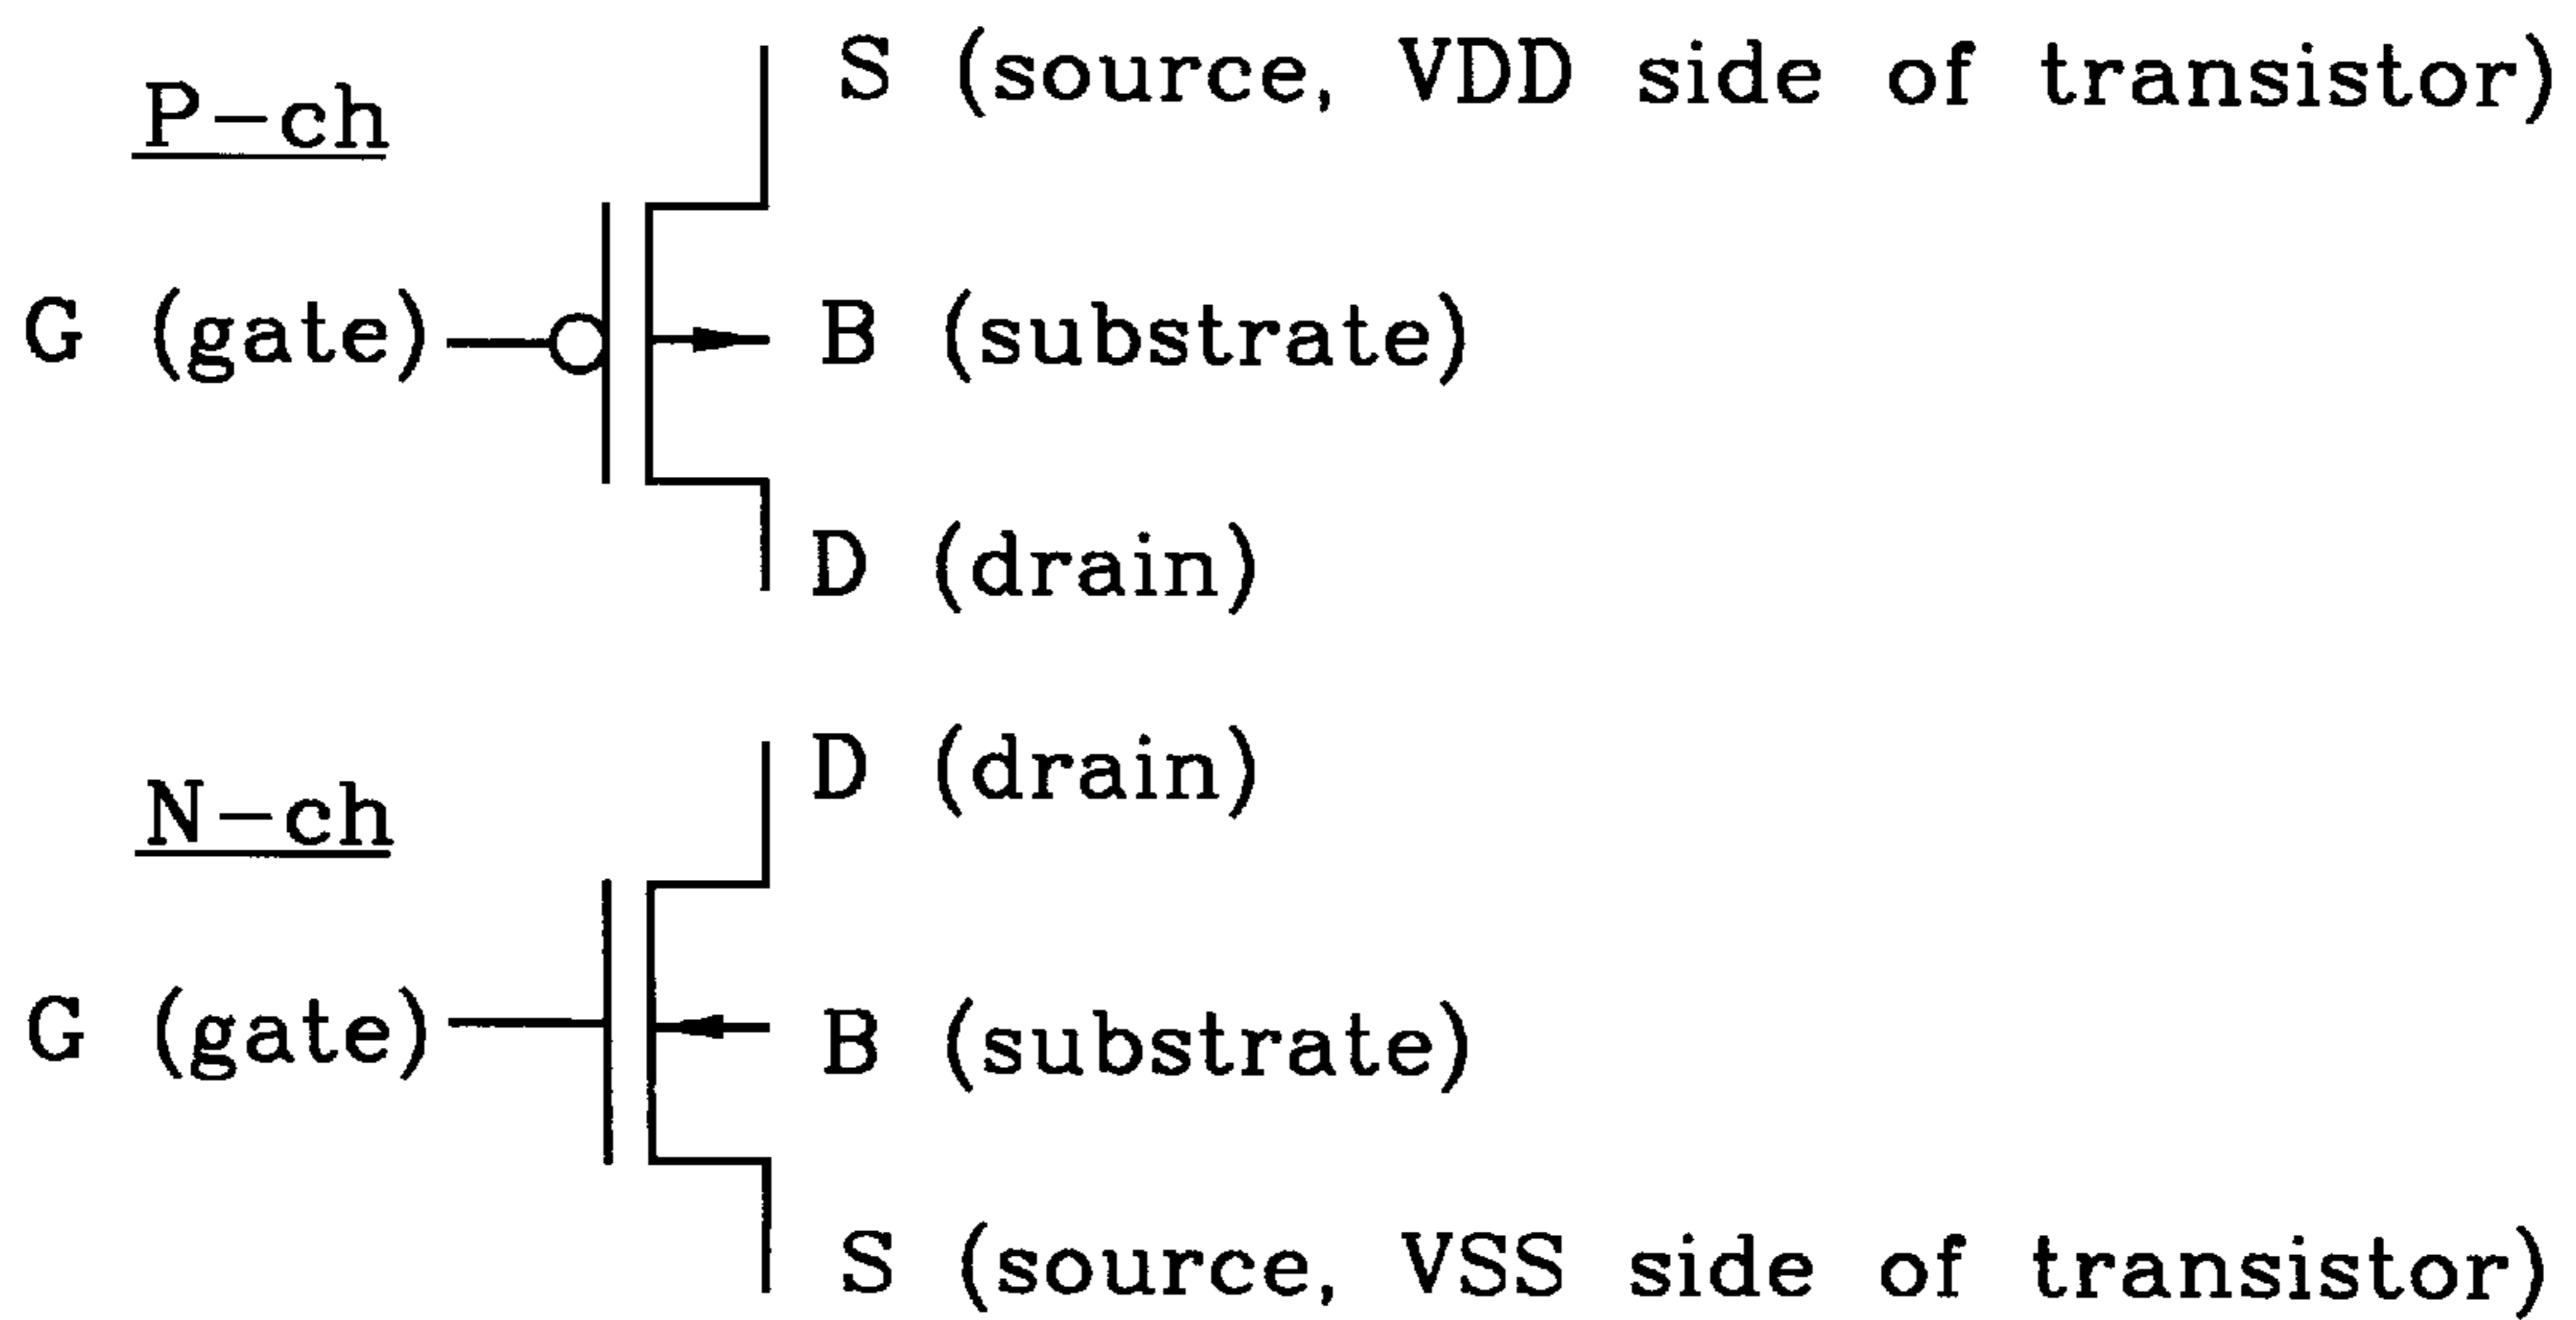 S (source, VDD side of transistor)
P-ch
G (gate)
B (substrate)
D (drain)
D (drain)
N-ch
G (gate)
B (substrate)
S (source, VSS side of transistor)